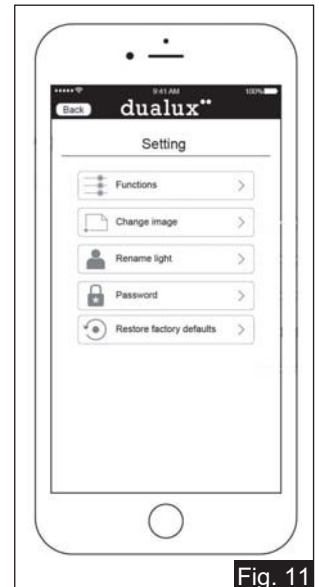 9:41 AM 100%
Back dualux
Setting
Functions
Change image
Rename light
Password
Restore factory defaults
Fig. 11